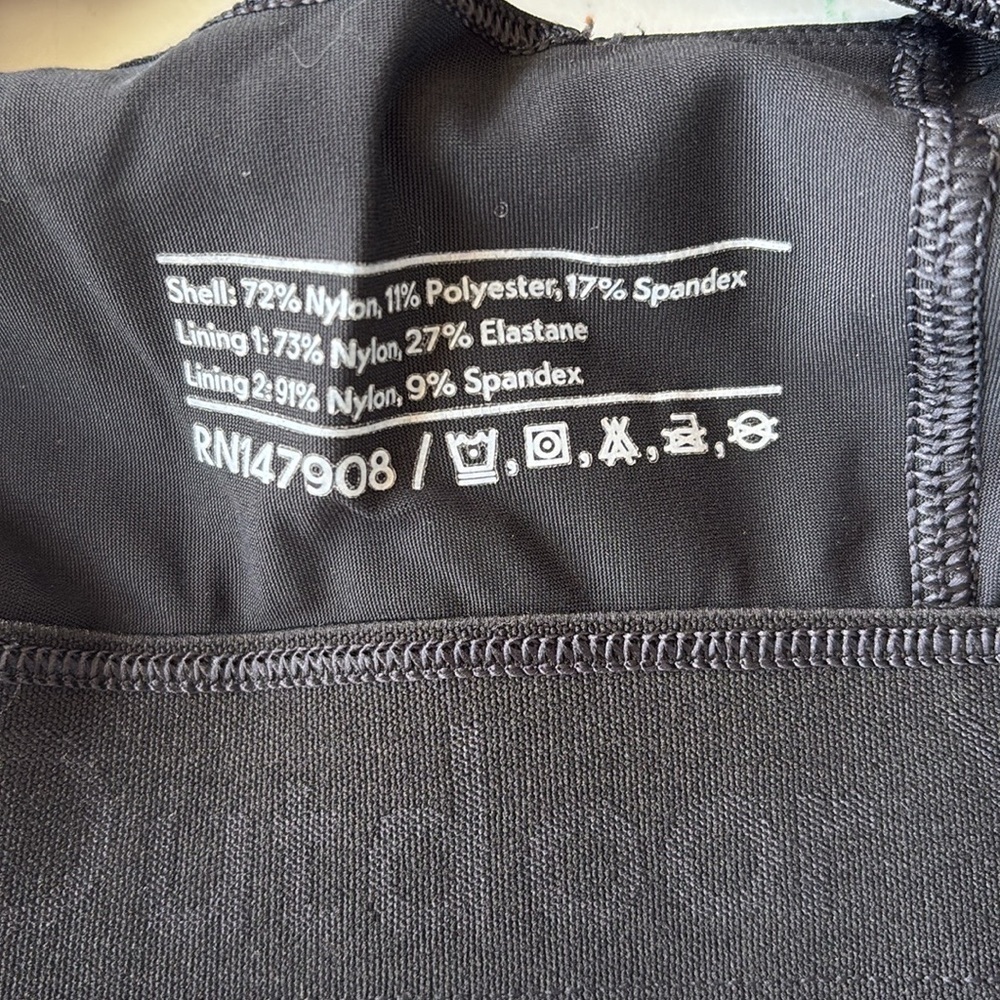 Shell: 72% Nylon, 11% Polyester, 17% Spandex
Lining 1: 73% Nylon, 27% Elastane
Lining 2: 91% Nylon, 9% Spandex
RN147908 /